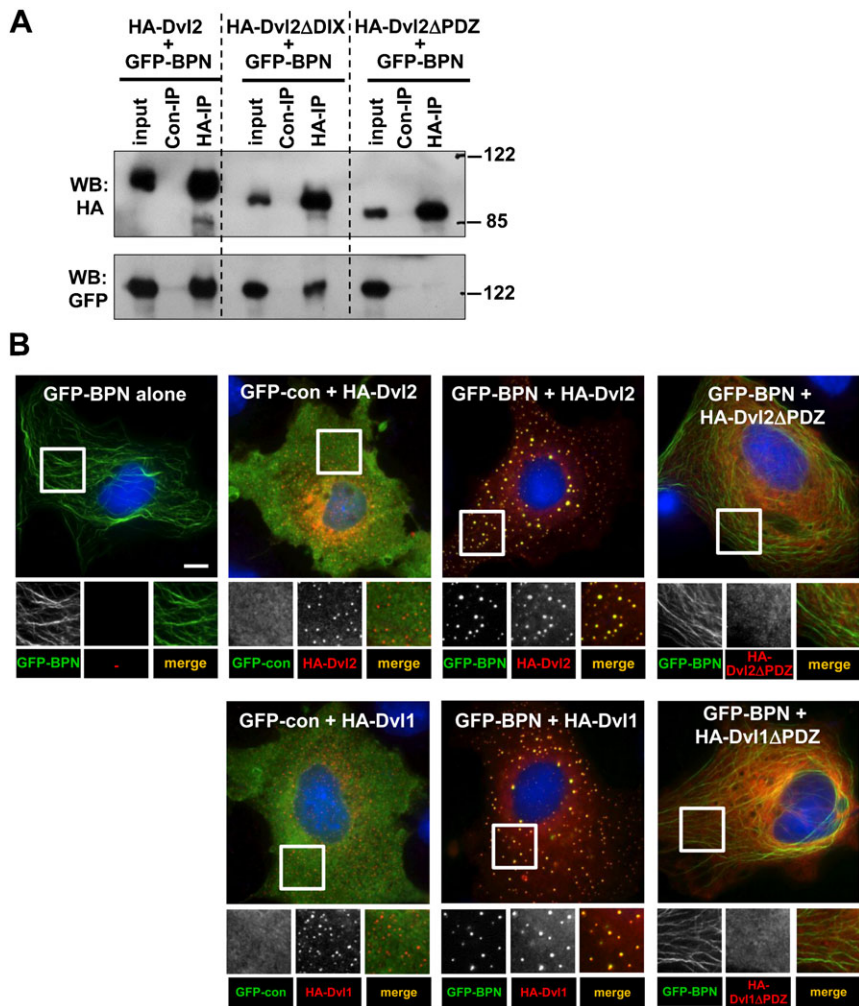 A
HA-Dvl2
+
GFP-BPN
HA-Dvl2ΔDIX
+
GFP-BPN
HA-Dvl2ΔPDZ
+
GFP-BPN
input
Con-IP
HA-IP
input
Con-IP
HA-IP
input
Con-IP
HA-IP
WB:
HA
122
85
WB:
GFP
122
B
GFP-BPN alone
GFP-con + HA-Dvl2
GFP-BPN + HA-Dvl2
GFP-BPN +
HA-Dvl2ΔPDZ
GFP-BPN
-
merge
GFP-con
HA-Dvl2
merge
GFP-BPN
HA-Dvl2
merge
GFP-BPN
HA-
Dvl2ΔPDZ
merge
GFP-con + HA-Dvl1
GFP-BPN + HA-Dvl1
GFP-BPN +
HA-Dvl1ΔPDZ
GFP-con
HA-Dvl1
merge
GFP-BPN
HA-Dvl1
merge
GFP-BPN
HA-
Dvl1ΔPDZ
merge